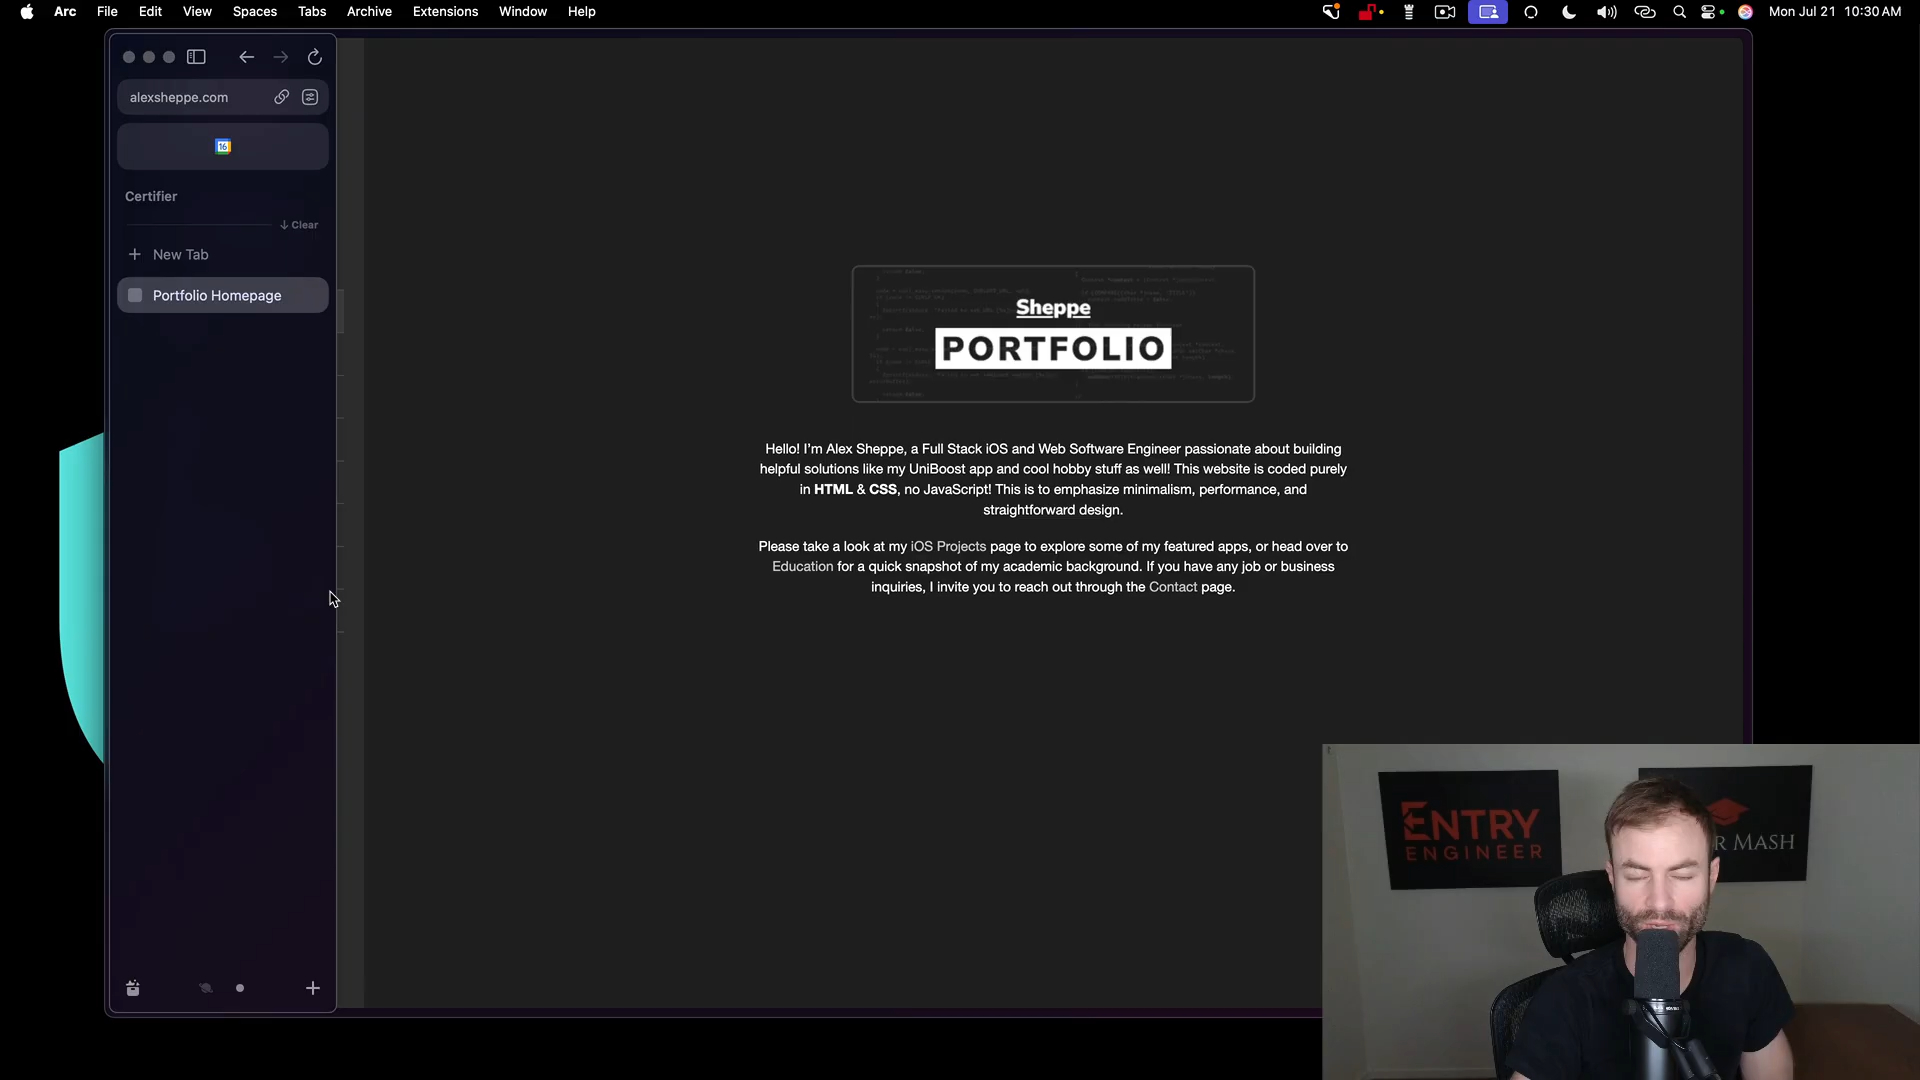 Arc File Edit View Spaces Tabs Archive Extensions Window Help Mon Jul 21 10:30 AM
alexsheppe.com
16
Certifier
Clear
New Tab
Portfolio Homepage
Sheppe
PORTFOLIO
Hello! I'm Alex Sheppe, a Full Stack iOS and Web Software Engineer passionate about building
helpful solutions like my UniBoost app and cool hobby stuff as well! This website is coded purely
in HTML & CSS, no JavaScript! This is to emphasize minimalism, performance, and
straightforward design.
Please take a look at my iOS Projects page to explore some of my featured apps, or head over to
Education for a quick snapshot of my academic background. If you have any job or business
inquiries, I invite you to reach out through the Contact page.
ENTRY
ENGINEER
R MASH